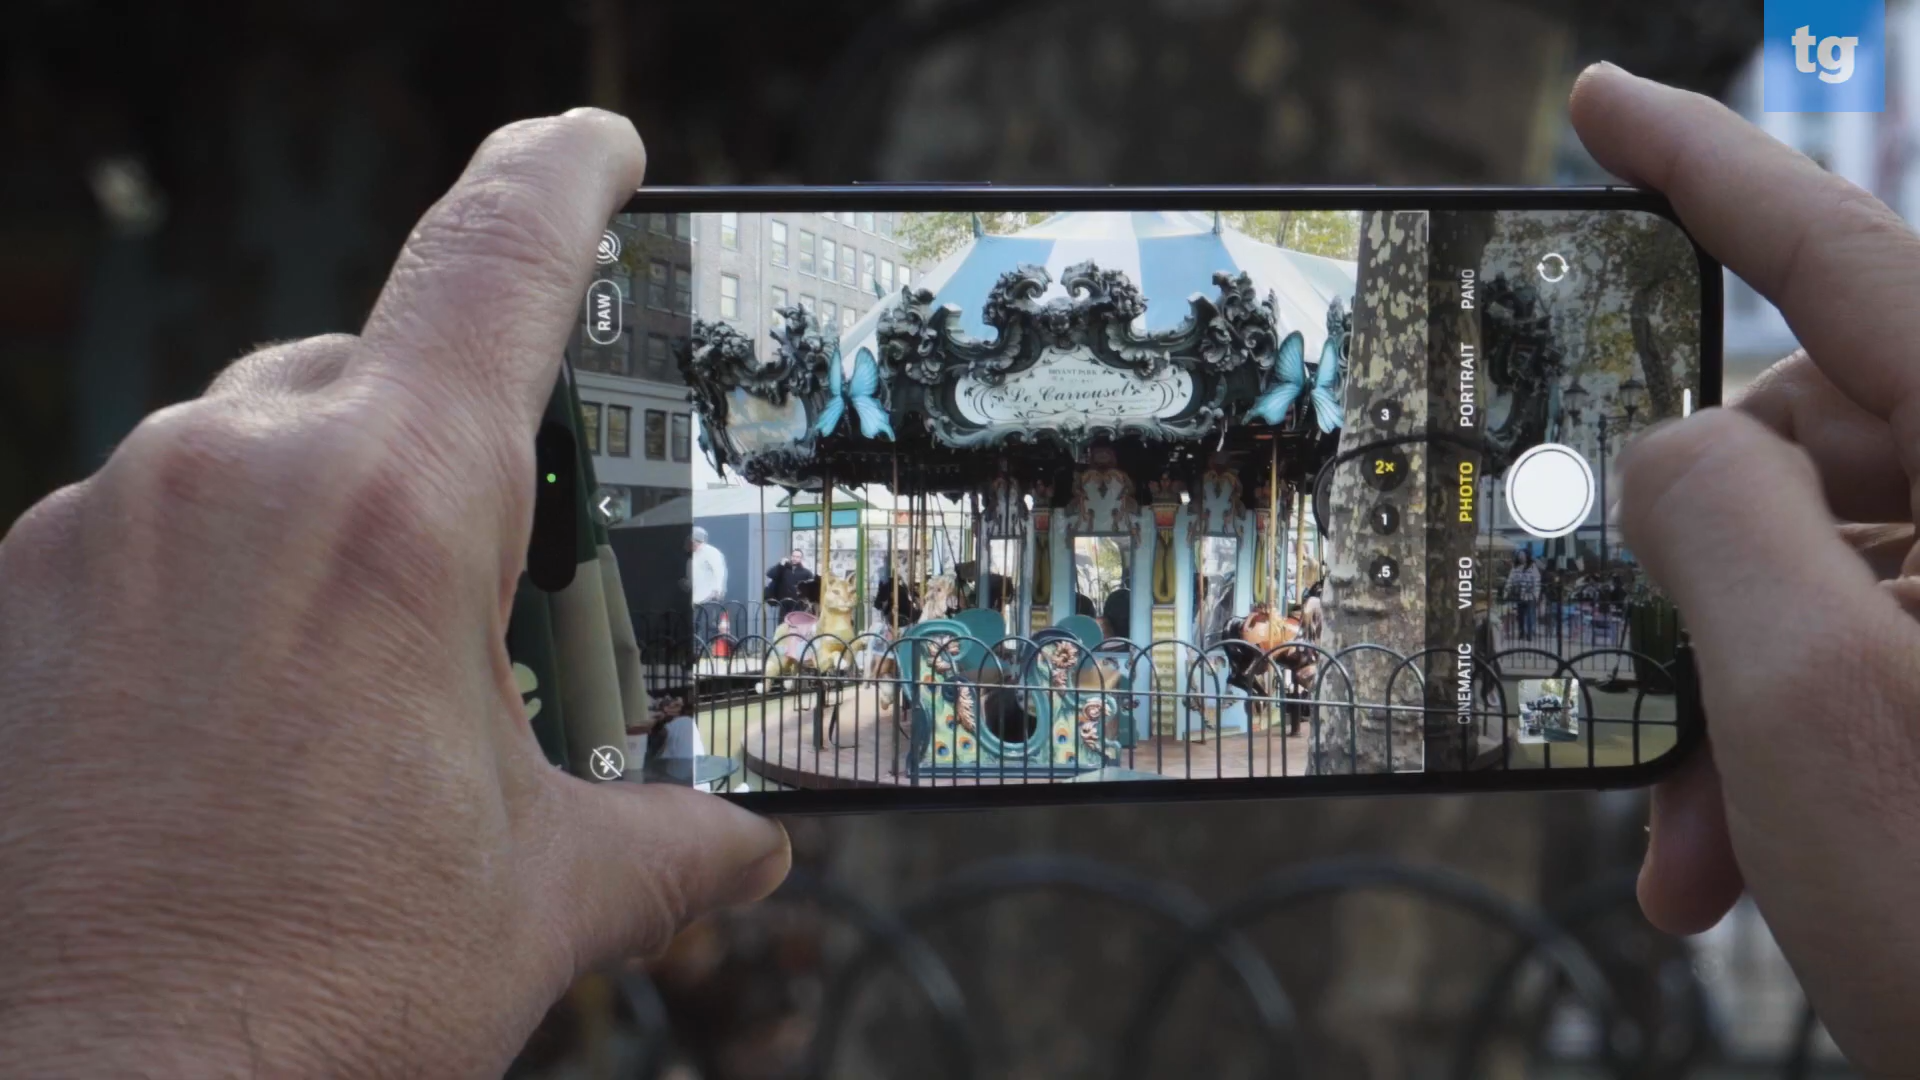 tg
RAW
BRYANT PARK
Le Carrousel
3
2×
1
.5
PANO
PORTRAIT
PHOTO
VIDEO
CINEMATIC